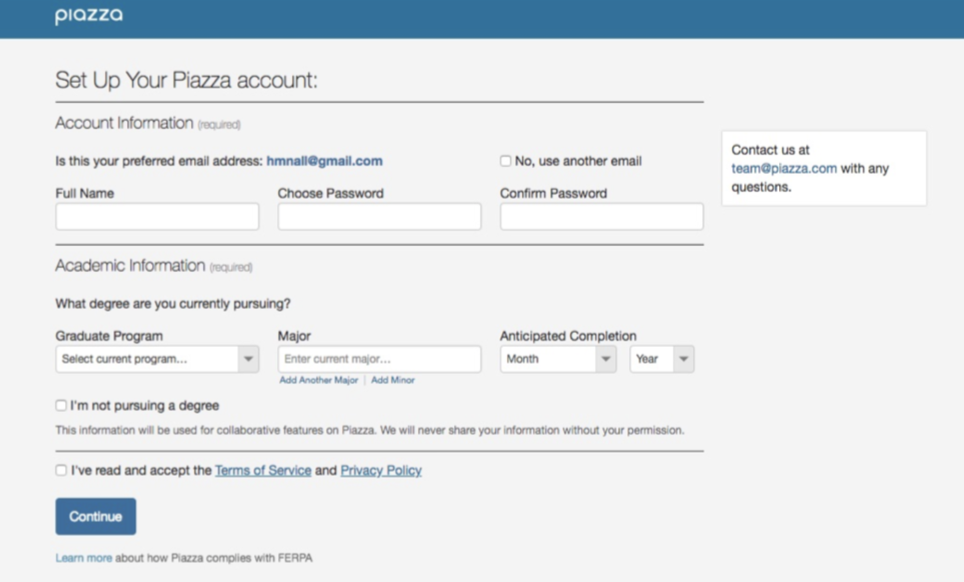 piazza
Set Up Your Piazza account:
Account Information (required)
Is this your preferred email address: hmnall@gmail.com
No, use another email
Contact us at
team@piazza.com with any
questions.
Full Name
Choose Password
Confirm Password
Academic Information (required)
What degree are you currently pursuing?
Graduate Program
Major
Anticipated Completion
Select current program...
Enter current major...
Month
Year
Add Another Major | Add Minor
I'm not pursuing a degree
This information will be used for collaborative features on Piazza. We will never share your information without your permission.
I've read and accept the Terms of Service and Privacy Policy
Continue
Learn more about how Piazza complies with FERPA